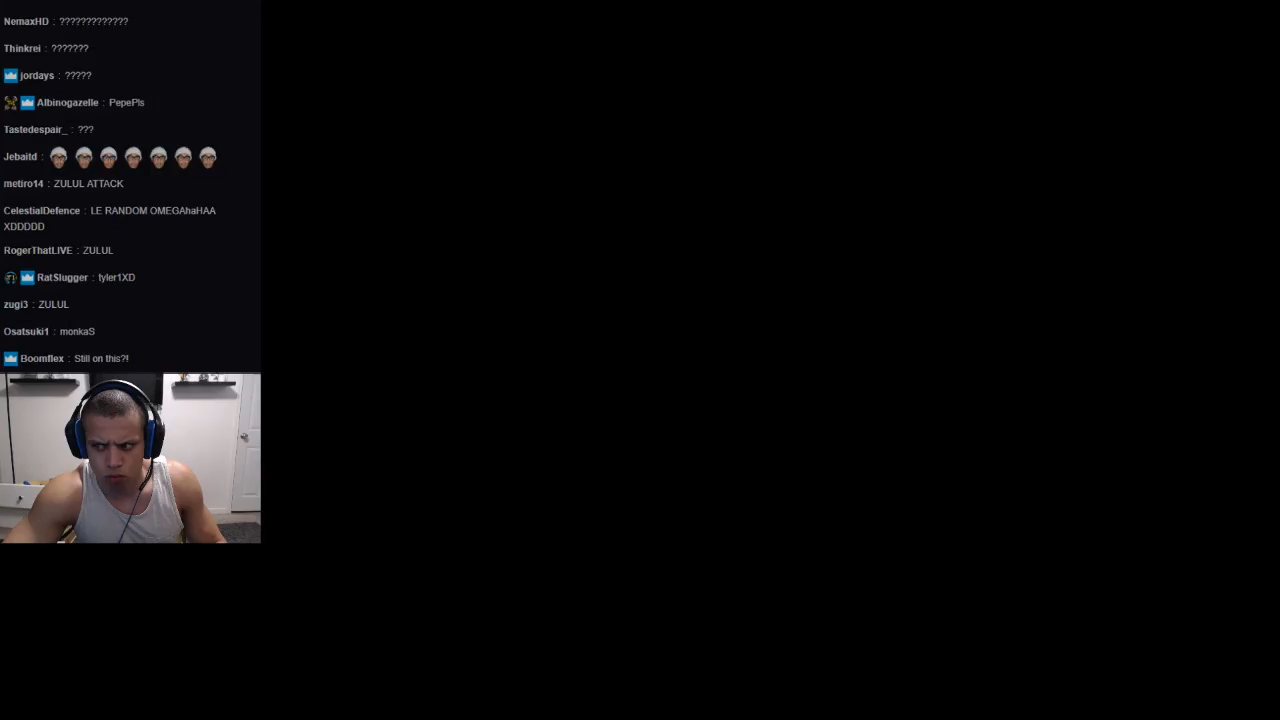 NemaxHD : ?????????????
Thinkrei : ???????
jordays : ?????
Albinogazelle : PepePls
Tastedespair_ : ???
Jebaitd :
metiro14 : ZULUL ATTACK
CelestialDefence : LE RANDOM OMEGAhaHAA
XDDDDD
RogerThatLIVE : ZULUL
RatSlugger : tyler1XD
zugi3 : ZULUL
Osatsuki1 : monkaS
Boomflex : Still on this?!